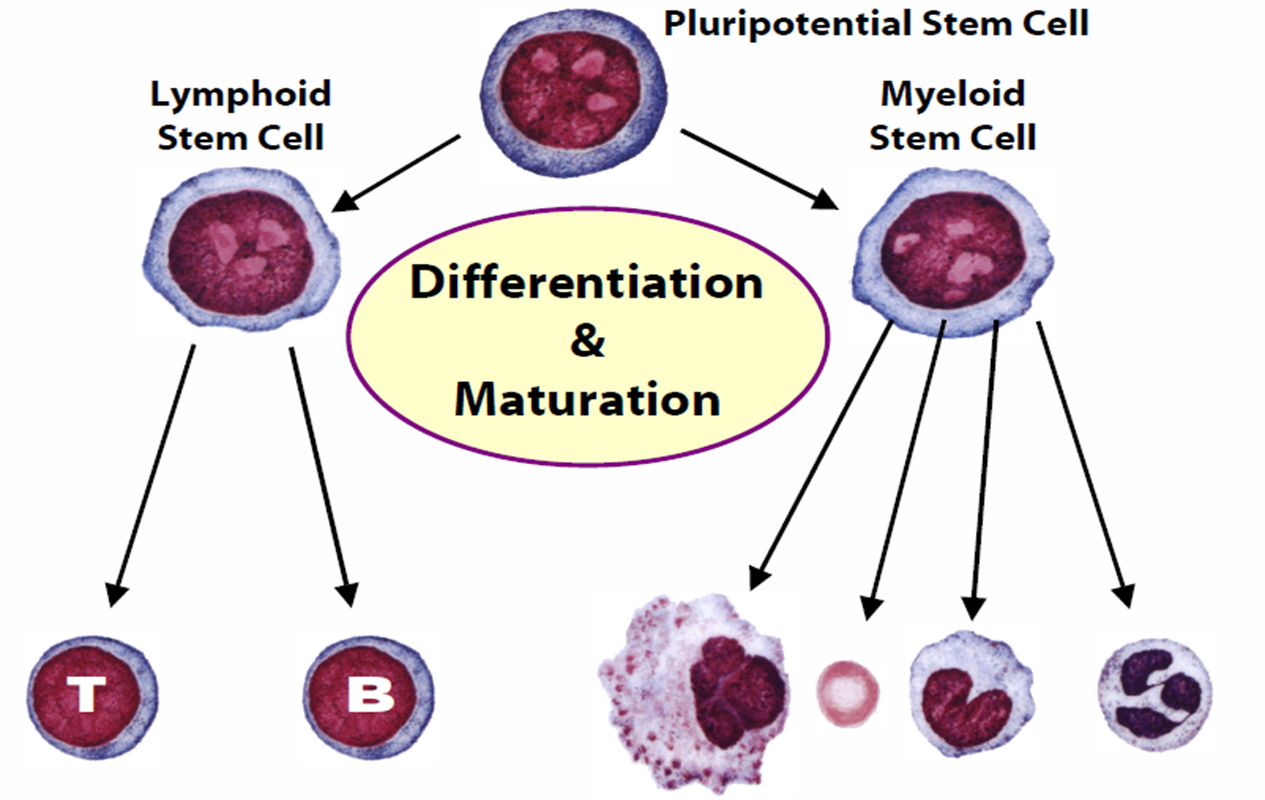 Pluripotential Stem Cell
Lymphoid
Stem Cell
Myeloid
Stem Cell
Differentiation
&
Maturation
T
B